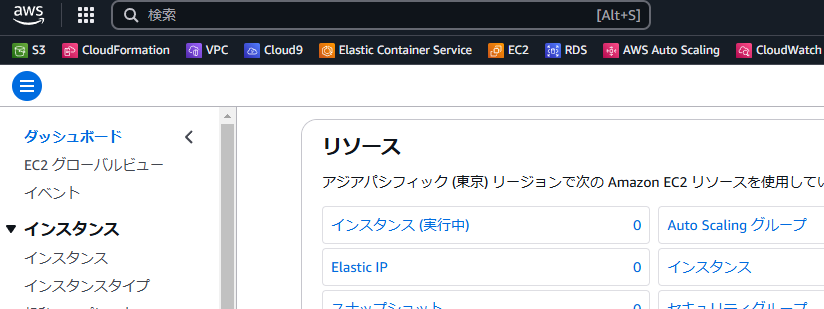 aws
検索 [Alt+S]
S3 CloudFormation VPC Cloud9 Elastic Container Service EC2 RDS AWS Auto Scaling CloudWatch
ダッシュボード
EC2 グローバルビュー
イベント
インスタンス
インスタンス
インスタンスタイプ
リソース
アジアパシフィック (東京) リージョンで次の Amazon EC2 リソースを使用してい
インスタンス (実行中) 0 Auto Scaling グループ
Elastic IP 0 インスタンス
スナップショット 0 セキュリティグループ